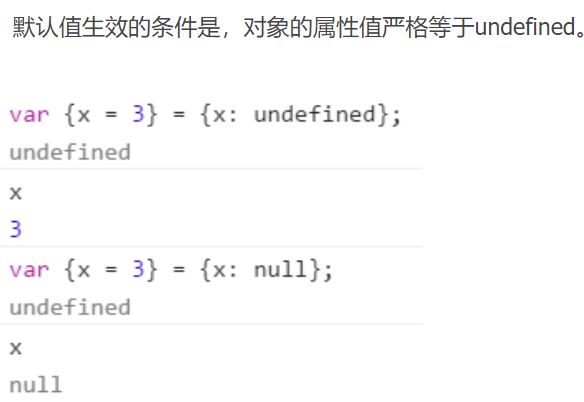 默认值生效的条件是，对象的属性值严格等于undefined。
var {x = 3} = {x: undefined};
undefined
x
3
var {x = 3} = {x: null};
undefined
x
null